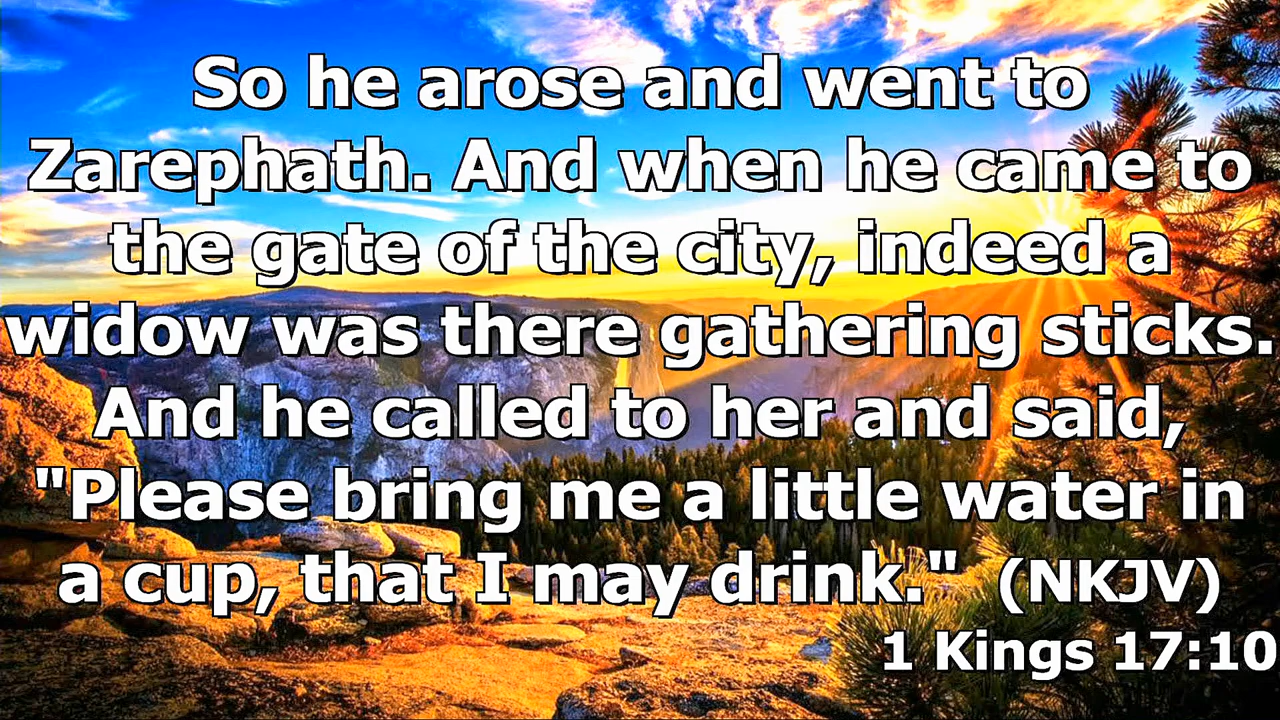 So he arose and went to
Zarephath. And when he came to
the gate of the city, indeed a
widow was there gathering sticks.
And he called to her and said,
"Please bring me a little water in
a cup, that I may drink." (NKJV)
1 Kings 17:10